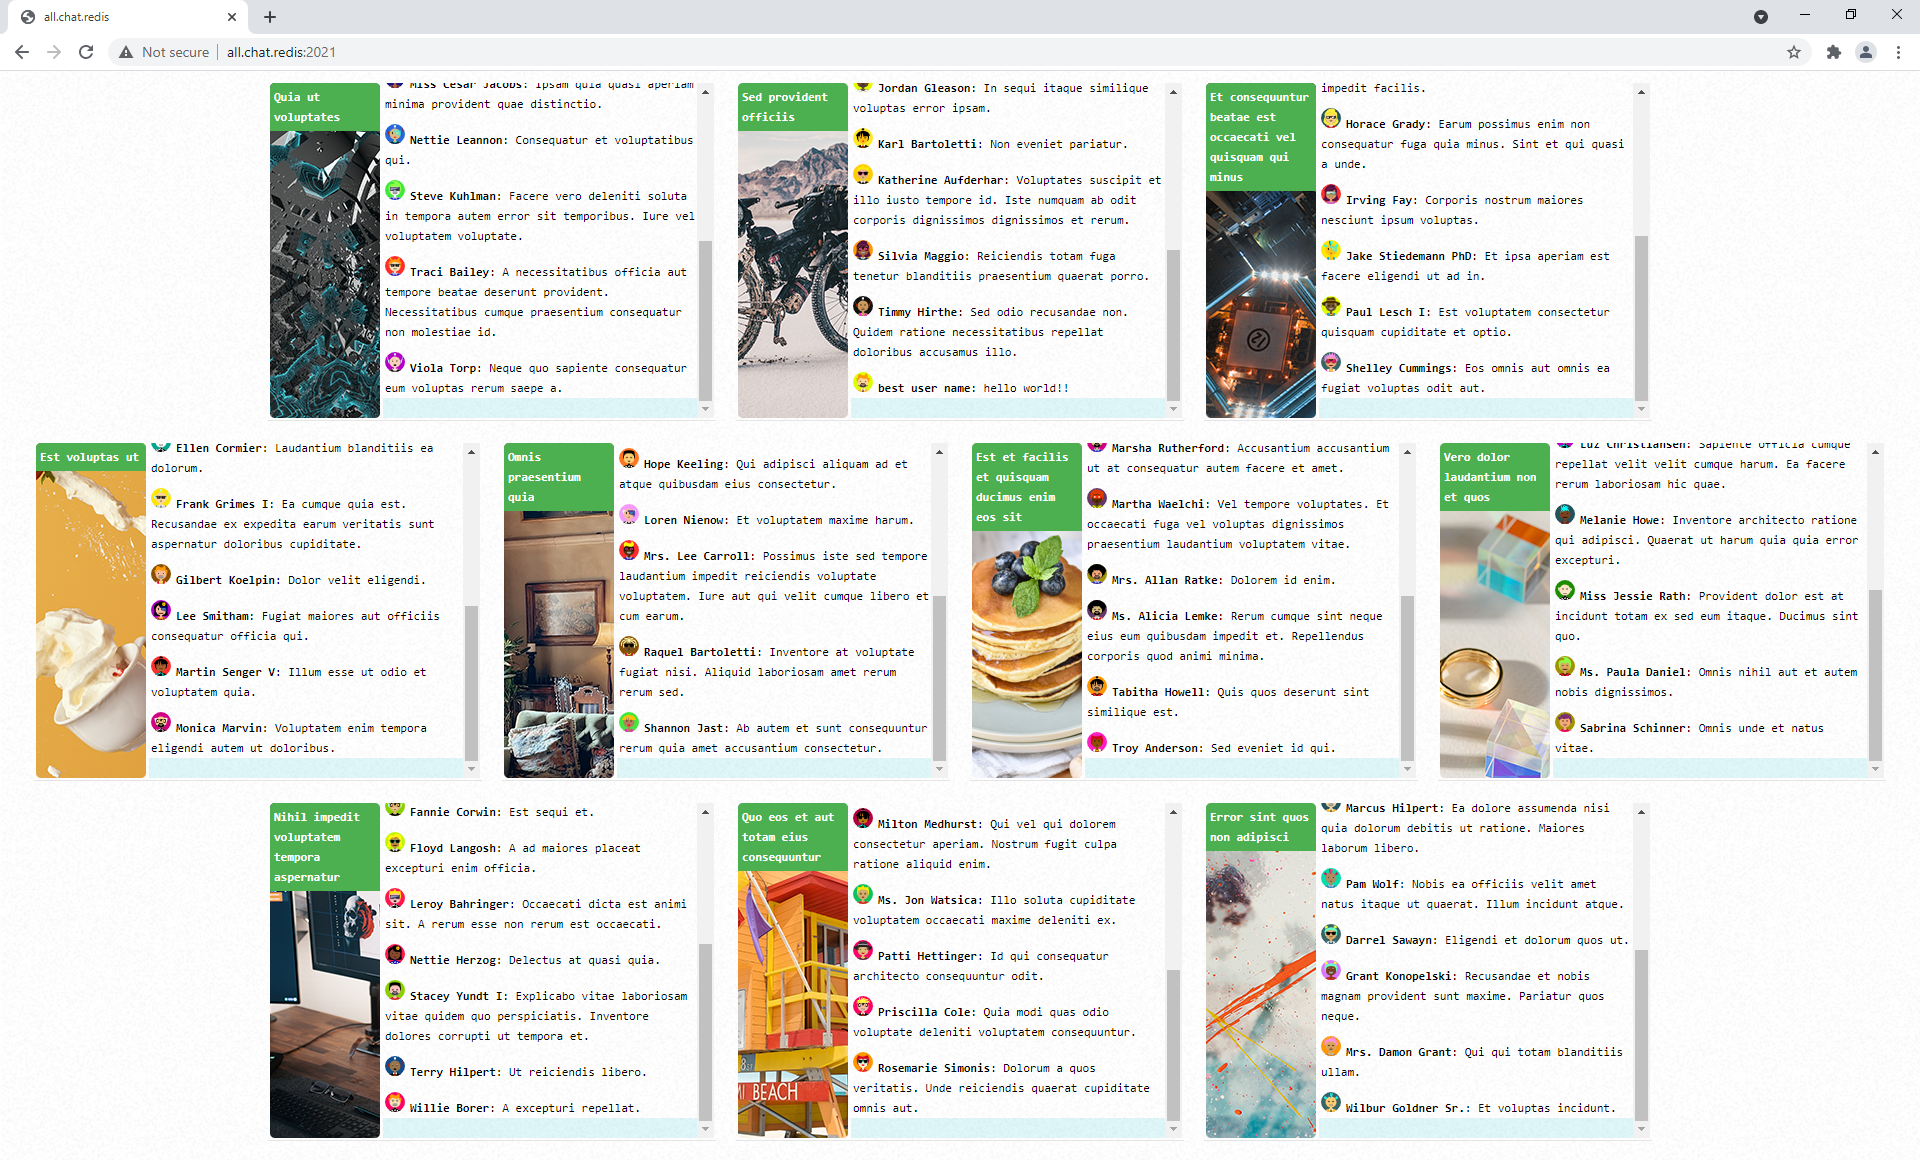 all.chat.redis
Not secure
all.chat.redis:2021
Quia ut
voluptates
Miss Cesar Jacobs: Ipsam quia quasi aperiam
minima provident quae distinctio.
Nettie Leannon: Consequatur et voluptatibus
qui.
Steve Kuhlman: Facere vero deleniti soluta
in tempora autem error sit temporibus. Iure vel
voluptatem voluptate.
Traci Bailey: A necessitatibus officia aut
tempore beatae deserunt provident.
Necessitatibus cumque praesentium consequatur
non molestiae id.
Viola Torp: Neque quo sapiente consequatur
eum voluptas rerum saepe a.
Sed provident
officiis
Jordan Gleason: In sequi itaque similique
voluptas error ipsam.
Karl Bartoletti: Non eveniet pariatur.
Katherine Aufderhar: Voluptates suscipit et
illo iusto tempore id. Iste numquam ab odit
corporis dignissimos dignissimos et rerum.
Silvia Maggio: Reiciendis totam fuga
tenetur blanditiis praesentium quaerat porro.
Timmy Hirthe: Sed odio recusandae non.
Quidem ratione necessitatibus repellat
doloribus accusamus illo.
best user name: hello world!!
Et consequuntur
beatae est
occaecati vel
quisquam qui
minus
impedit facilis.
Horace Grady: Earum possimus enim non
consequatur fuga quia minus. Sint et qui quasi
a unde.
Irving Fay: Corporis nostrum maiores
nesciunt ipsum voluptas.
Jake Stiedemann PhD: Et ipsa aperiam est
facere eligendi ut ad in.
Paul Lesch I: Est voluptatem consectetur
quisquam cupiditate et optio.
Shelley Cummings: Eos omnis aut omnis ea
fugiat voluptas odit aut.
Est voluptas ut
Ellen Cormier: Laudantium blanditiis ea
dolorum.
Frank Grimes I: Ea cumque quia est.
Recusandae ex expedita earum veritatis sunt
aspernatur doloribus cupiditate.
Gilbert Koelpin: Dolor velit eligendi.
Lee Smitham: Fugiat maiores aut officiis
consequatur officia qui.
Martin Senger V: Illum esse ut odio et
voluptatem quia.
Monica Marvin: Voluptatem enim tempora
eligendi autem ut doloribus.
Omnis
praesentium
quia
Hope Keeling: Qui adipisci aliquam ad et
atque quibusdam eius consectetur.
Loren Nienow: Et voluptatem maxime harum.
Mrs. Lee Carroll: Possimus iste sed tempore
laudantium impedit reiciendis voluptate
voluptatem. Iure aut qui velit cumque libero et
cum earum.
Raquel Bartoletti: Inventore at voluptate
fugiat nisi. Aliquid laboriosam amet rerum
rerum sed.
Shannon Jast: Ab autem et sunt consequuntur
rerum quia amet accusantium consectetur.
Est et facilis
et quisquam
ducimus enim
eos sit
Marsha Rutherford: Accusantium accusantium
ut at consequatur autem facere et amet.
Martha Waelchi: Vel tempore voluptates. Et
occaecati fuga vel voluptas dignissimos
praesentium laudantium voluptatem vitae.
Mrs. Allan Ratke: Dolorem id enim.
Ms. Alicia Lemke: Rerum cumque sint neque
eius eum quibusdam impedit et. Repellendus
corporis quod animi minima.
Tabitha Howell: Quis quos deserunt sint
similique est.
Troy Anderson: Sed eveniet id qui.
Vero dolor
laudantium non
et quos
Luz Christiansen: Sapiente officia cumque
repellat velit velit cumque harum. Ea facere
rerum laboriosam hic quae.
Melanie Howe: Inventore architecto ratione
qui adipisci. Quaerat ut harum quia quia error
excepturi.
Miss Jessie Rath: Provident dolor est at
incidunt totam ex sed eum itaque. Ducimus sint
quo.
Ms. Paula Daniel: Omnis nihil aut et autem
nobis dignissimos.
Sabrina Schinner: Omnis unde et natus
vitae.
Nihil impedit
voluptatem
tempora
aspernatur
Fannie Corwin: Est sequi et.
Floyd Langosh: A ad maiores placeat
excepturi enim officia.
Leroy Bahringer: Occaecati dicta est animi
sit. A rerum esse non rerum est occaecati.
Nettie Herzog: Delectus at quasi quia.
Stacey Yundt I: Explicabo vitae laboriosam
vitae quidem quo perspiciatis. Inventore
dolores corrupti ut tempora et.
Terry Hilpert: Ut reiciendis libero.
Willie Borer: A excepturi repellat.
Quo eos et aut
totam eius
consequuntur
MI BEACH
Milton Medhurst: Qui vel qui dolorem
consectetur aperiam. Nostrum fugit culpa
ratione aliquid enim.
Ms. Jon Watsica: Illo soluta cupiditate
voluptatem occaecati maxime deleniti ex.
Patti Hettinger: Id qui consequatur
architecto consequuntur odit.
Priscilla Cole: Quia modi quas odio
voluptate deleniti voluptatem consequuntur.
Rosemarie Simonis: Dolorum a quos
veritatis. Unde reiciendis quaerat cupiditate
omnis aut.
Error sint quos
non adipisci
Marcus Hilpert: Ea dolore assumenda nisi
quia dolorum debitis ut ratione. Maiores
laborum libero.
Pam Wolf: Nobis ea officiis velit amet
natus itaque ut quaerat. Illum incidunt atque.
Darrel Sawayn: Eligendi et dolorum quos ut.
Grant Konopelski: Recusandae et nobis
magnam provident sunt maxime. Pariatur quos
neque.
Mrs. Damon Grant: Qui qui totam blanditiis
ullam.
Wilbur Goldner Sr.: Et voluptas incidunt.